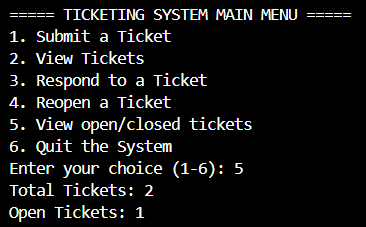 ===== TICKETING SYSTEM MAIN MENU =====
1. Submit a Ticket
2. View Tickets
3. Respond to a Ticket
4. Reopen a Ticket
5. View open/closed tickets
6. Quit the System
Enter your choice (1-6): 5
Total Tickets: 2
Open Tickets: 1